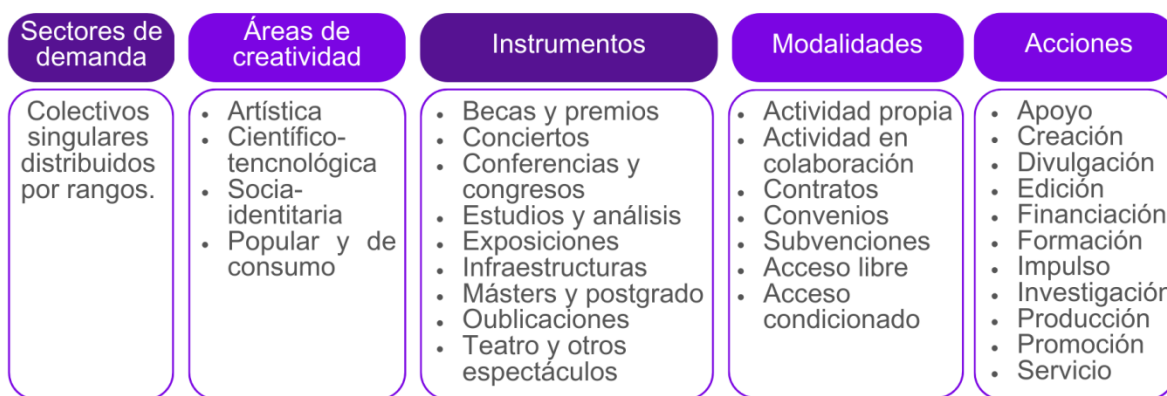 Sectores de
demanda
Colectivos
singulares
distribuidos
por rangos.
Áreas de
creatividad
• Artística
• Científico-
tencnológica
• Socia-
identitaria
• Popular y de
consumo
Instrumentos
• Becas y premios
• Conciertos
• Conferencias y
congresos
• Estudios y análisis
• Exposiciones
• Infraestructuras
• Másters y postgrado
• Oublicaciones
• Teatro y otros
espectáculos
Modalidades
• Actividad propia
• Actividad en
colaboración
• Contratos
• Convenios
• Subvenciones
• Acceso libre
• Acceso
condicionado
Acciones
• Apoyo
• Creación
• Divulgación
• Edición
• Financiación
• Formación
• Impulso
• Investigación
• Producción
• Promoción
• Servicio